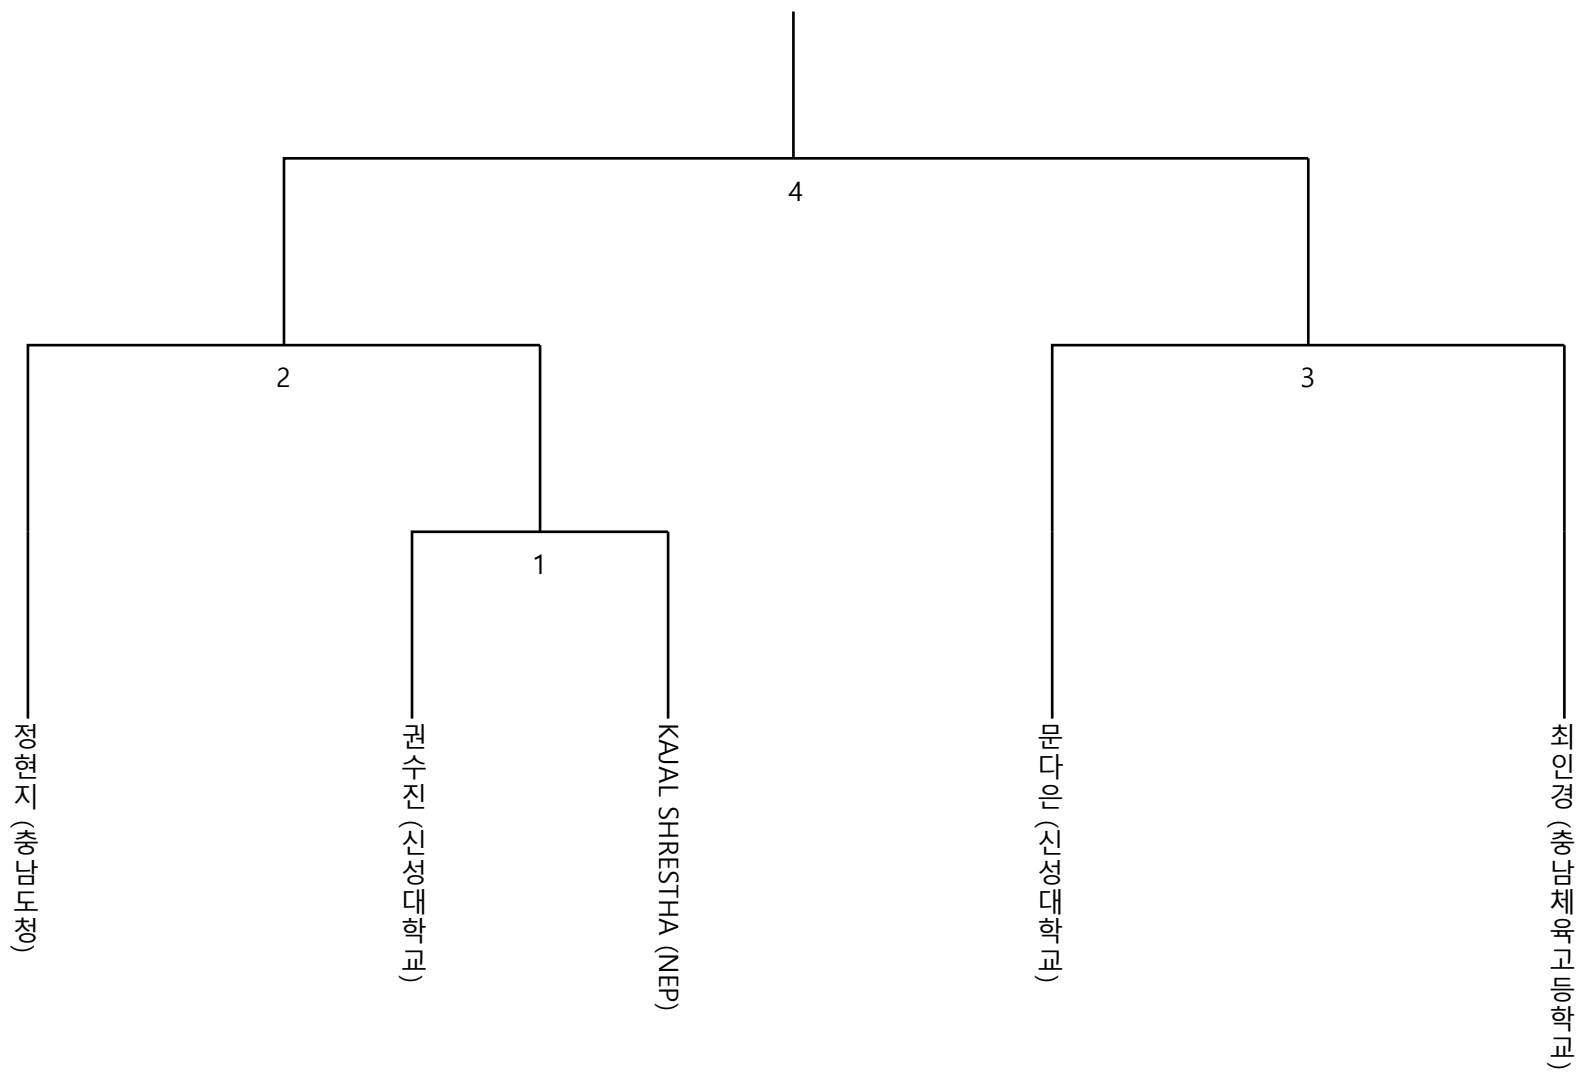 4
2
3
1
정현지 (충남도청)
권수진 (신성대학교)
KAJAL SHRESTHA (NEP)
문다은 (신성대학교)
최인경 (충남체육고등학교)